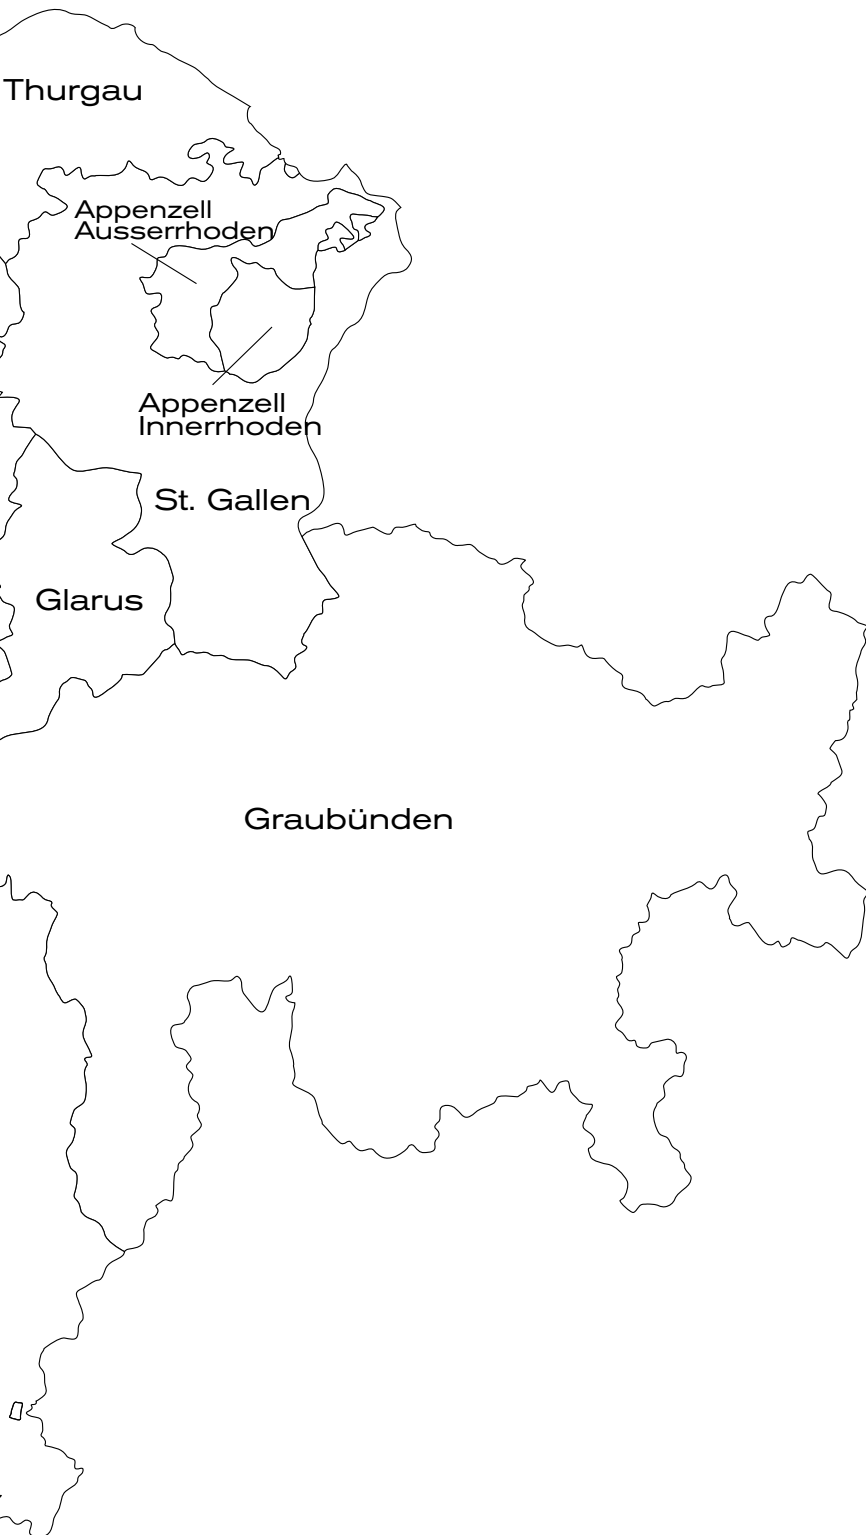 Thurgau
Appenzell
Ausserrhoden
Appenzell
Innerrhoden
St. Gallen
Glarus
Graubünden